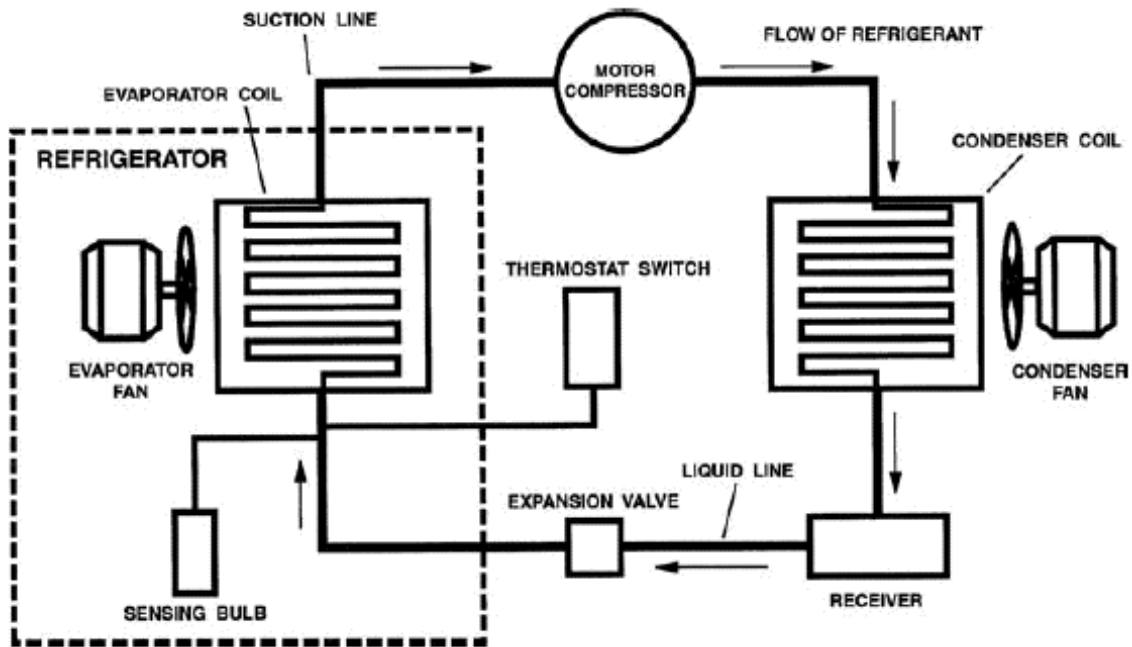 SUCTION LINE
FLOW OF REFRIGERANT
MOTOR
COMPRESSOR
EVAPORATOR COIL
CONDENSER COIL
REFRIGERATOR
THERMOSTAT SWITCH
EVAPORATOR
FAN
CONDENSER
FAN
LIQUID LINE
EXPANSION VALVE
SENSING BULB
RECEIVER